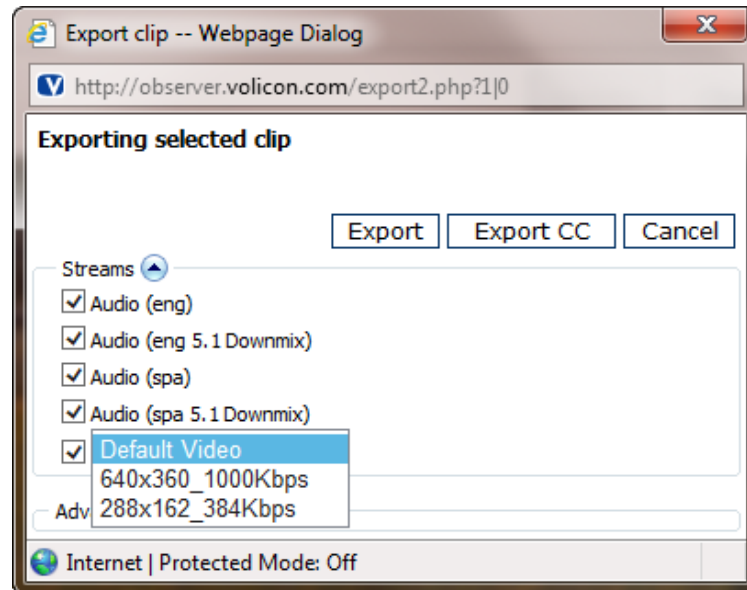 Export clip -- Webpage Dialog
http://observer.volicon.com/export2.php?1|0
Exporting selected clip
Export Export CC Cancel
Streams
Audio (eng)
Audio (eng 5.1 Downmix)
Audio (spa)
Audio (spa 5.1 Downmix)
Default Video
640x360_1000Kbps
Adv 288x162_384Kbps
Internet | Protected Mode: Off